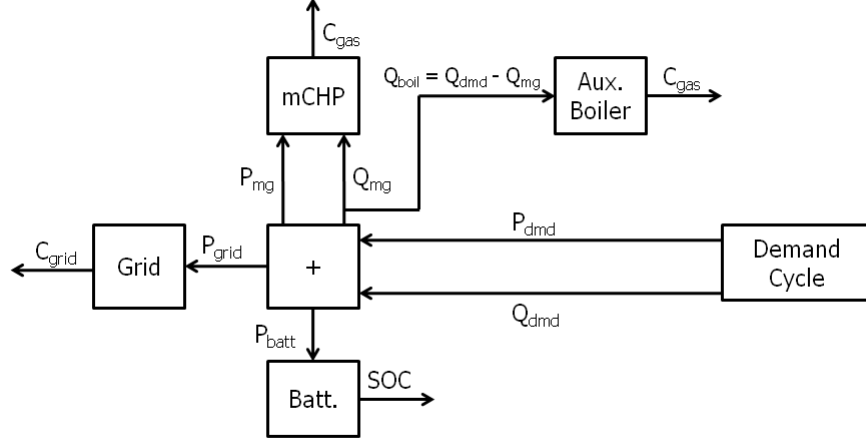 C_gas
mCHP
Q_boil = Q_dmd - Q_mg
Aux.
Boiler
C_gas
P_mg
Q_mg
P_dmd
C_grid
Grid
P_grid
+
Demand
Cycle
Q_dmd
P_batt
Batt.
SOC